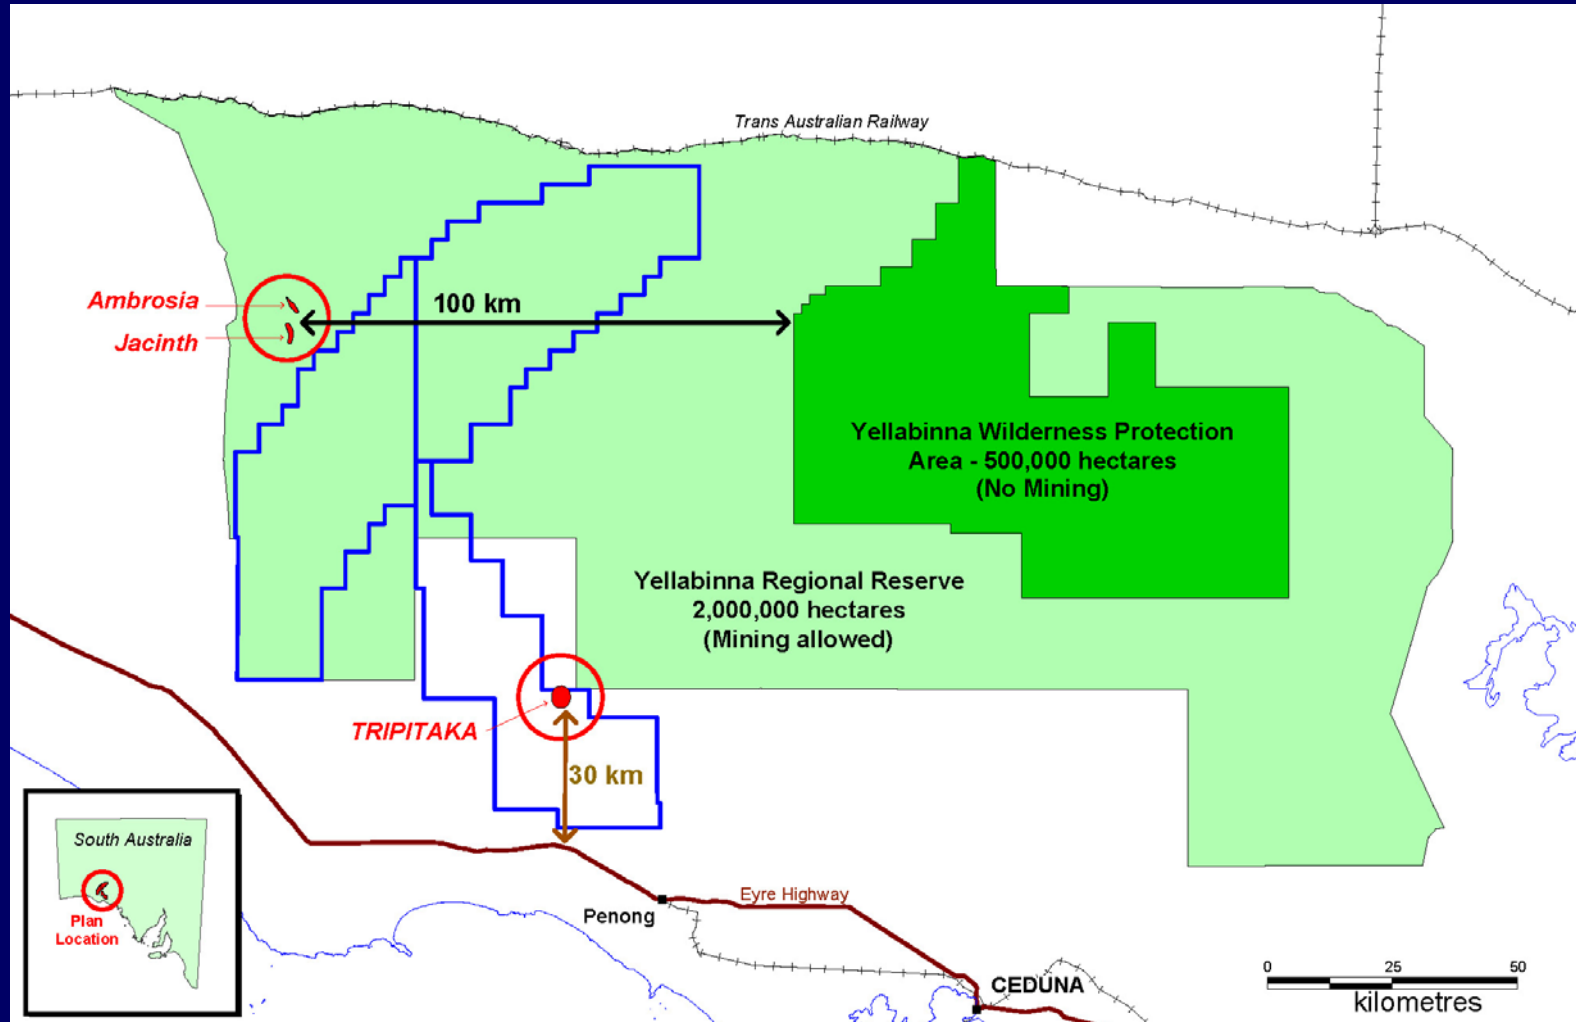 Trans Australian Railway
Ambrosia
Jacinth
100 km
Yellabinna Wilderness Protection
Area - 500,000 hectares
(No Mining)
Yellabinna Regional Reserve
2,000,000 hectares
(Mining allowed)
TRIPITAKA
30 km
South Australia
Plan
Location
Eyre Highway
Penong
CEDUNA
0 25 50
kilometres